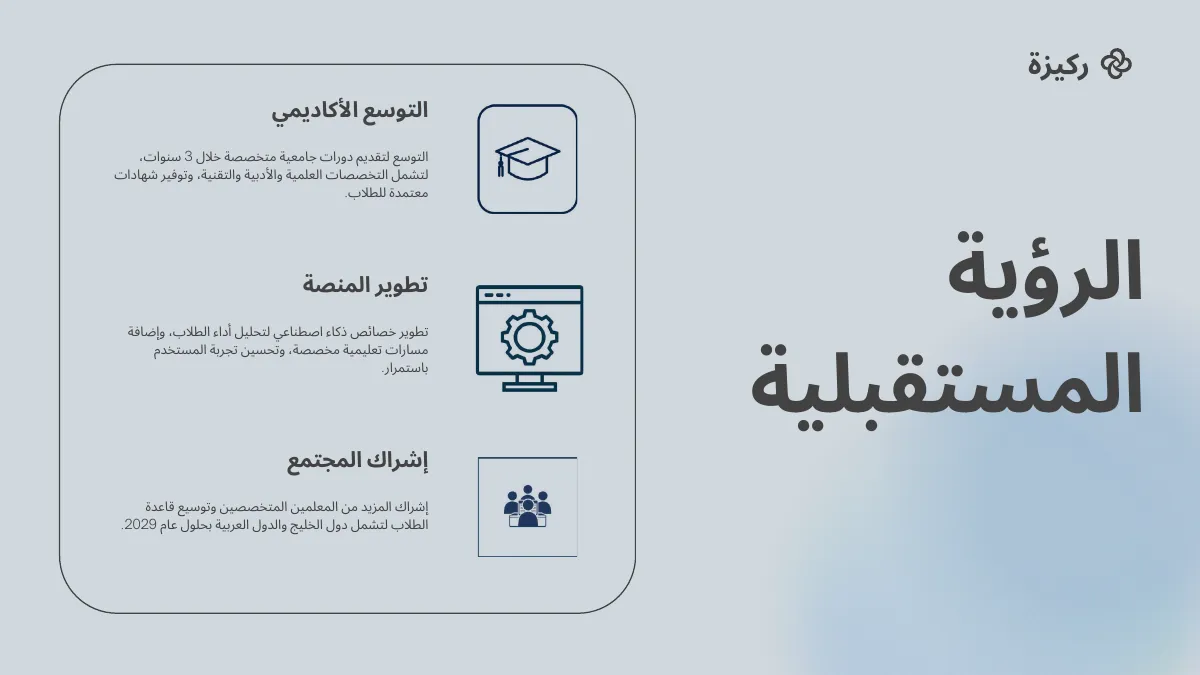 ركيزة
الرؤية
المستقبلية
التوسع الأكاديمي
التوسع لتقديم دورات جامعية متخصصة خلال 3 سنوات،
لتشمل التخصصات العلمية والأدبية والتقنية، وتوفير شهادات
معتمدة للطلاب.
تطوير المنصة
تطوير خصائص ذكاء اصطناعي لتحليل أداء الطلاب، وإضافة
مسارات تعليمية مخصصة، وتحسين تجربة المستخدم
باستمرار.
إشراك المجتمع
إشراك المزيد من المعلمين المتخصصين وتوسيع قاعدة
الطلاب لتشمل دول الخليج والدول العربية بحلول عام 2029.